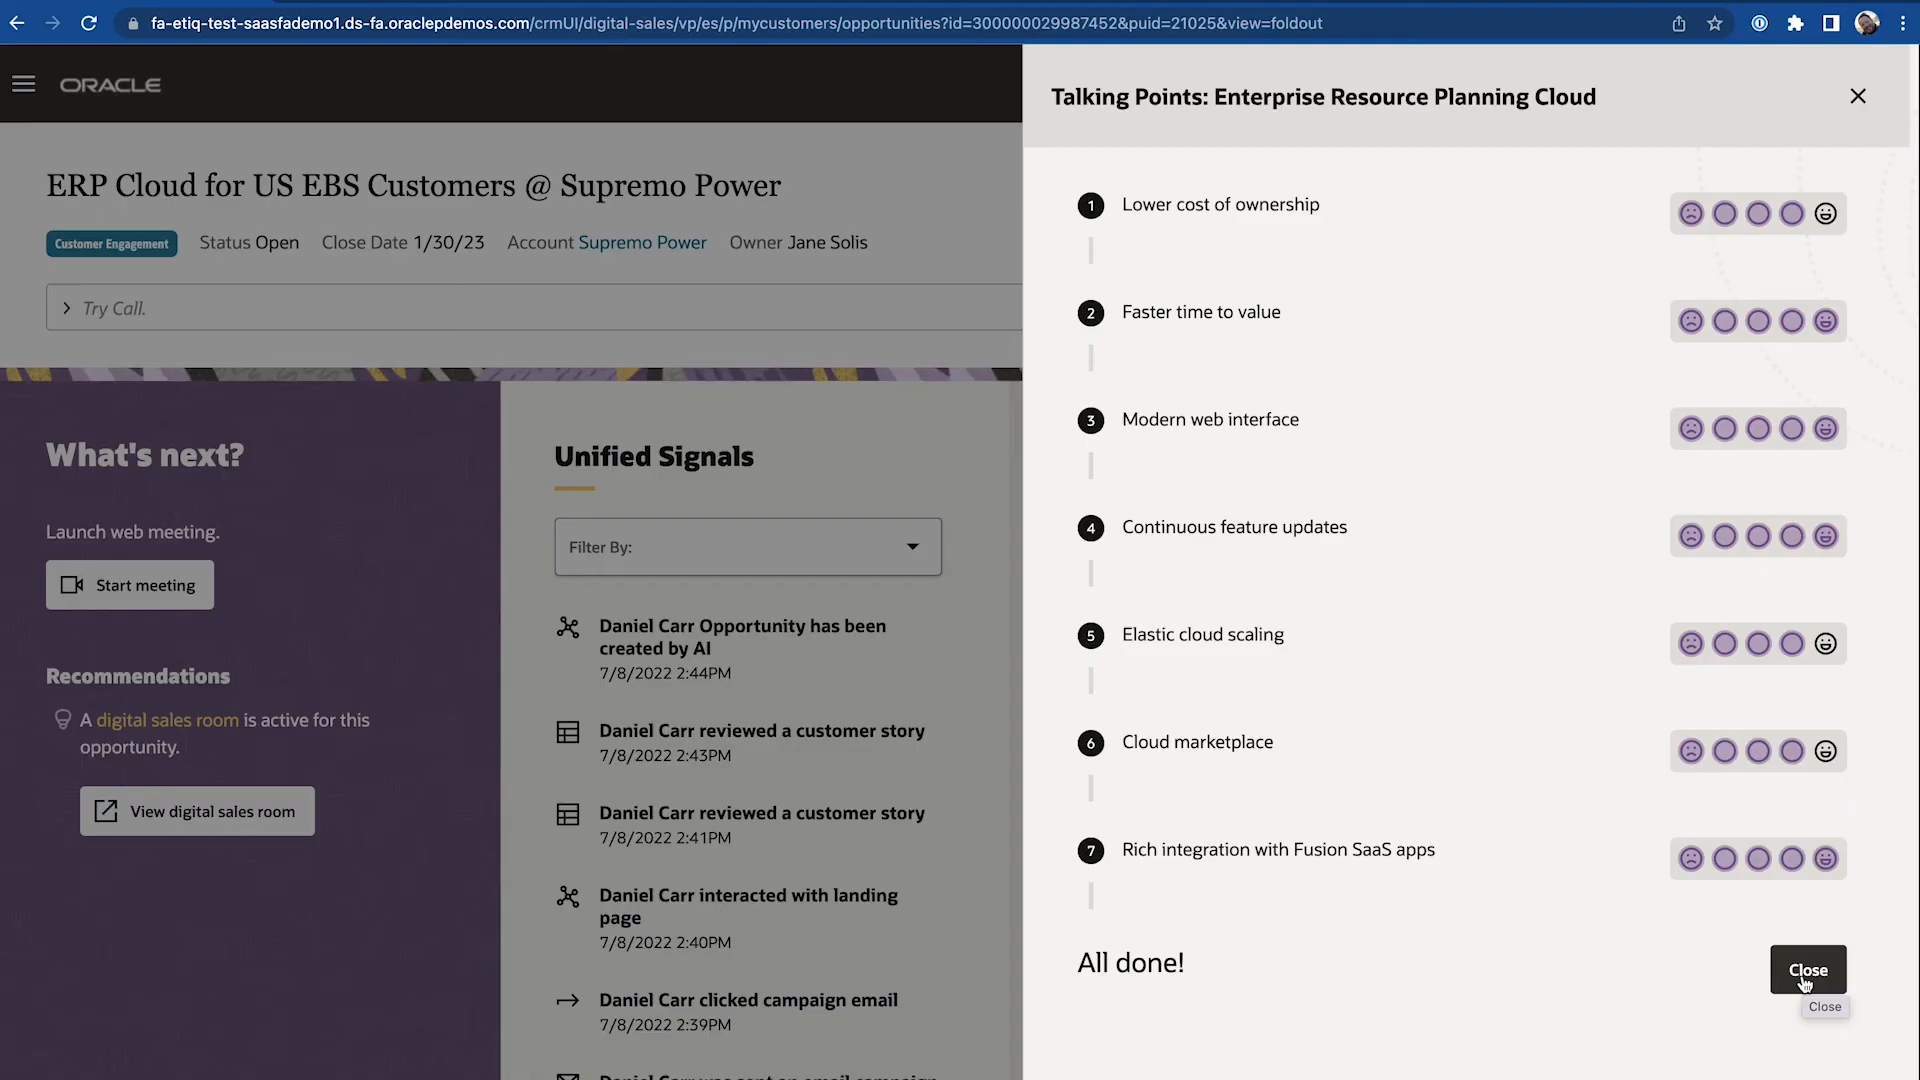 fa-etiq-test-saasfademo1.ds-fa.oraclepdemos.com/crmUI/digital-sales/vp/es/p/mycustomers/opportunities?id=300000029987452&puid=21025&view=foldout
ORACLE
ERP Cloud for US EBS Customers @ Supremo Power
Customer Engagement Status Open Close Date 1/30/23 Account Supremo Power Owner Jane Solis
Try Call.
What's next?
Launch web meeting.
Start meeting
Recommendations
A digital sales room is active for this
opportunity.
View digital sales room
Unified Signals
Filter By:
Daniel Carr Opportunity has been
created by AI
7/8/2022 2:44PM
Daniel Carr reviewed a customer story
7/8/2022 2:43PM
Daniel Carr reviewed a customer story
7/8/2022 2:41PM
Daniel Carr interacted with landing
page
7/8/2022 2:40PM
Daniel Carr clicked campaign email
7/8/2022 2:39PM
Daniel Carr was sent an email campaign
Talking Points: Enterprise Resource Planning Cloud
1 Lower cost of ownership
2 Faster time to value
3 Modern web interface
4 Continuous feature updates
5 Elastic cloud scaling
6 Cloud marketplace
7 Rich integration with Fusion SaaS apps
All done!
Close
Close